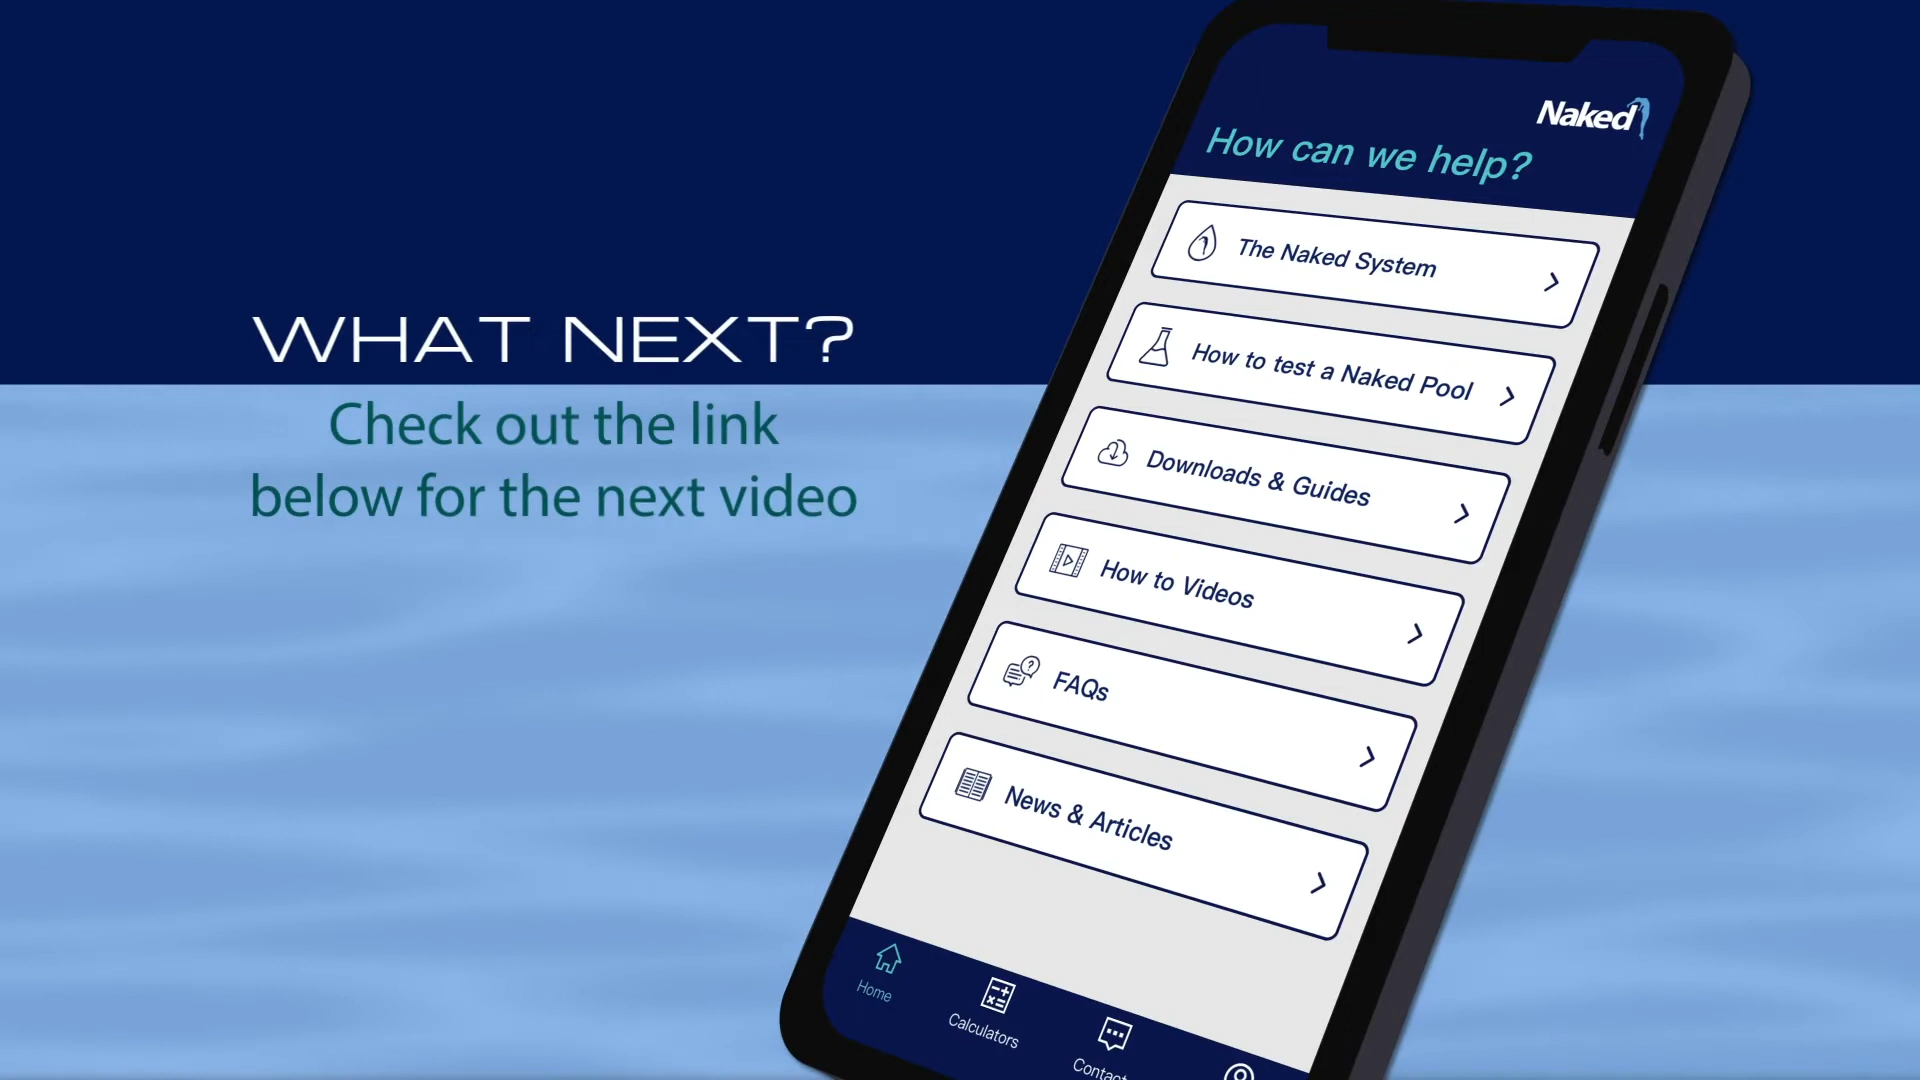 WHAT NEXT?
Check out the link
below for the next video
Naked
How can we help?
The Naked System
How to test a Naked Pool
Downloads & Guides
How to Videos
FAQs
News & Articles
Home
Calculators
Contact